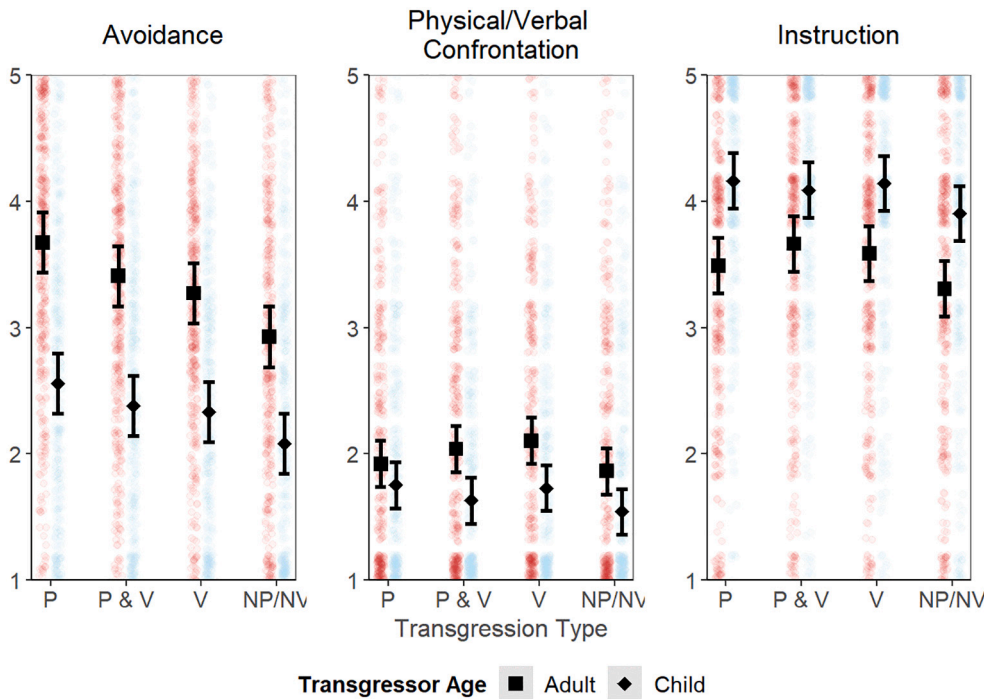 Avoidance
Physical/Verbal
Confrontation
Instruction
5
4
3
2
1
P
P & V
V
NP/NV
5
4
3
2
1
P
P & V
V
NP/NV
5
4
3
2
1
P
P & V
V
NP/NV
Transgression Type
Transgressor Age Adult Child